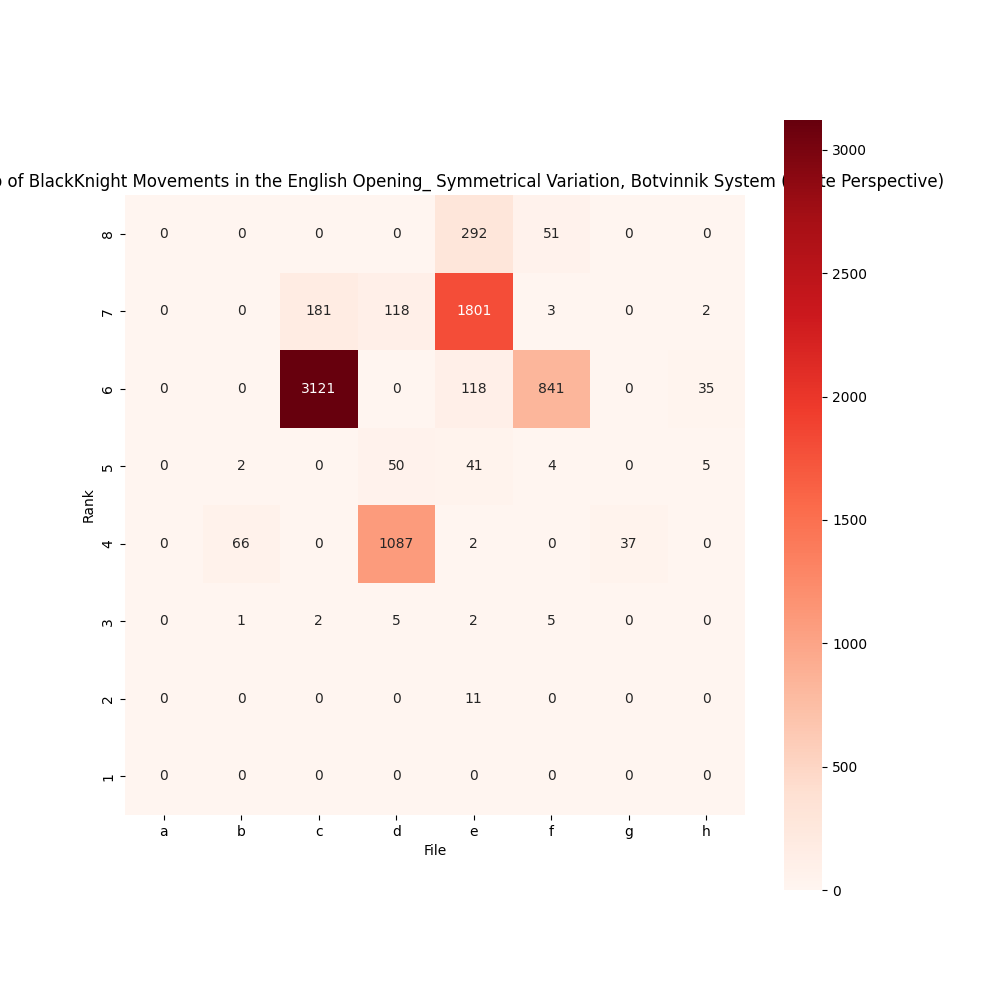 of BlackKnight Movements in the English Opening_ Symmetrical Variation, Botvinnik System ( te Perspective)
3000
2500
2000
1500
1000
500
0
8 0 0 0 0 292 51 0 0
7 0 0 181 118 1801 3 0 2
6 0 0 3121 0 118 841 0 35
5 0 2 0 50 41 4 0 5
4 0 66 0 1087 2 0 37 0
3 0 1 2 5 2 5 0 0
2 0 0 0 0 11 0 0 0
1 0 0 0 0 0 0 0 0
Rank
a b c d e f g h
File